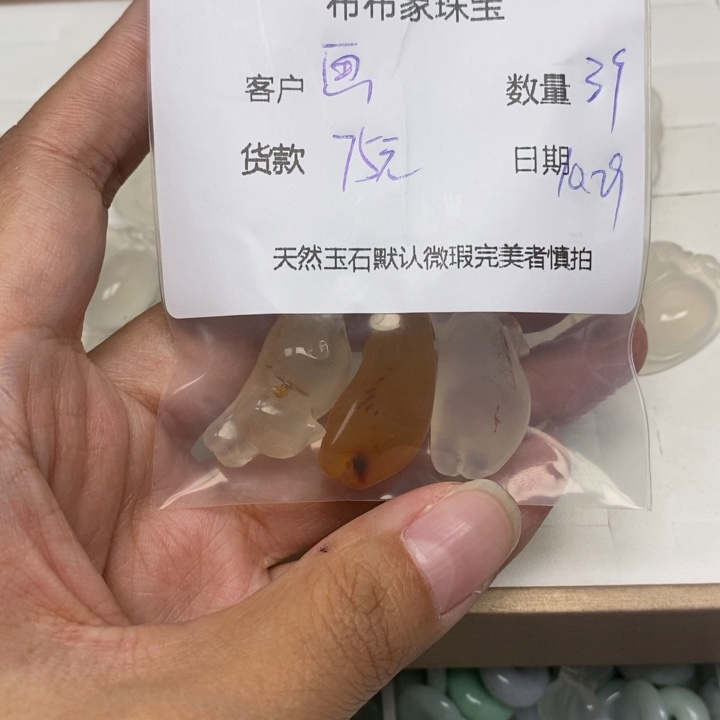 布布家珠宝
客户 画 数量 3个
货款 75元 日期 10.29
天然玉石默认微瑕完美者慎拍